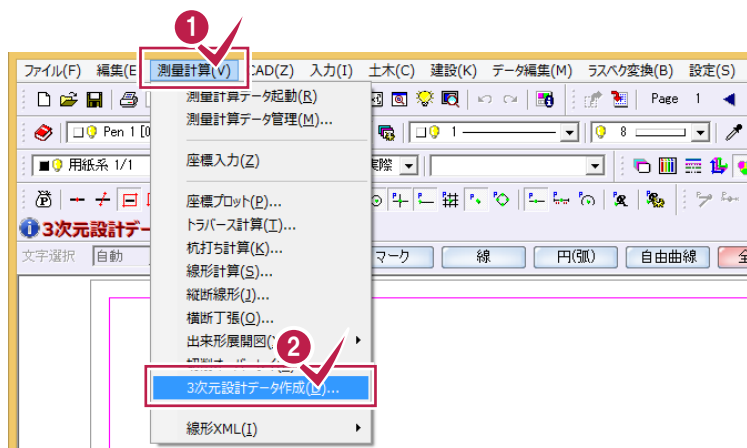 1
ファイル(F) 編集(E 測量計算(V) CAD(Z) 入力(I) 土木(C) 建設(K) データ編集(M) ラスベク変換(B) 設定(S)
測量計算データ起動(R)
Page 1
測量計算データ管理(M)...
Pen 1 [0
1
8
座標入力(Z)
用紙系 1/1
実際
座標プロット(P)...
トラバース計算(T)...
3次元設計デー
杭打ち計算(K)...
文字選択 自動
マーク 線 円(弧) 自由曲線 全
線形計算(S)...
縦断線形(J)...
横断丁張(O)...
出来形展開図(
2
3次元設計データ作成(D)...
線形XML(I)